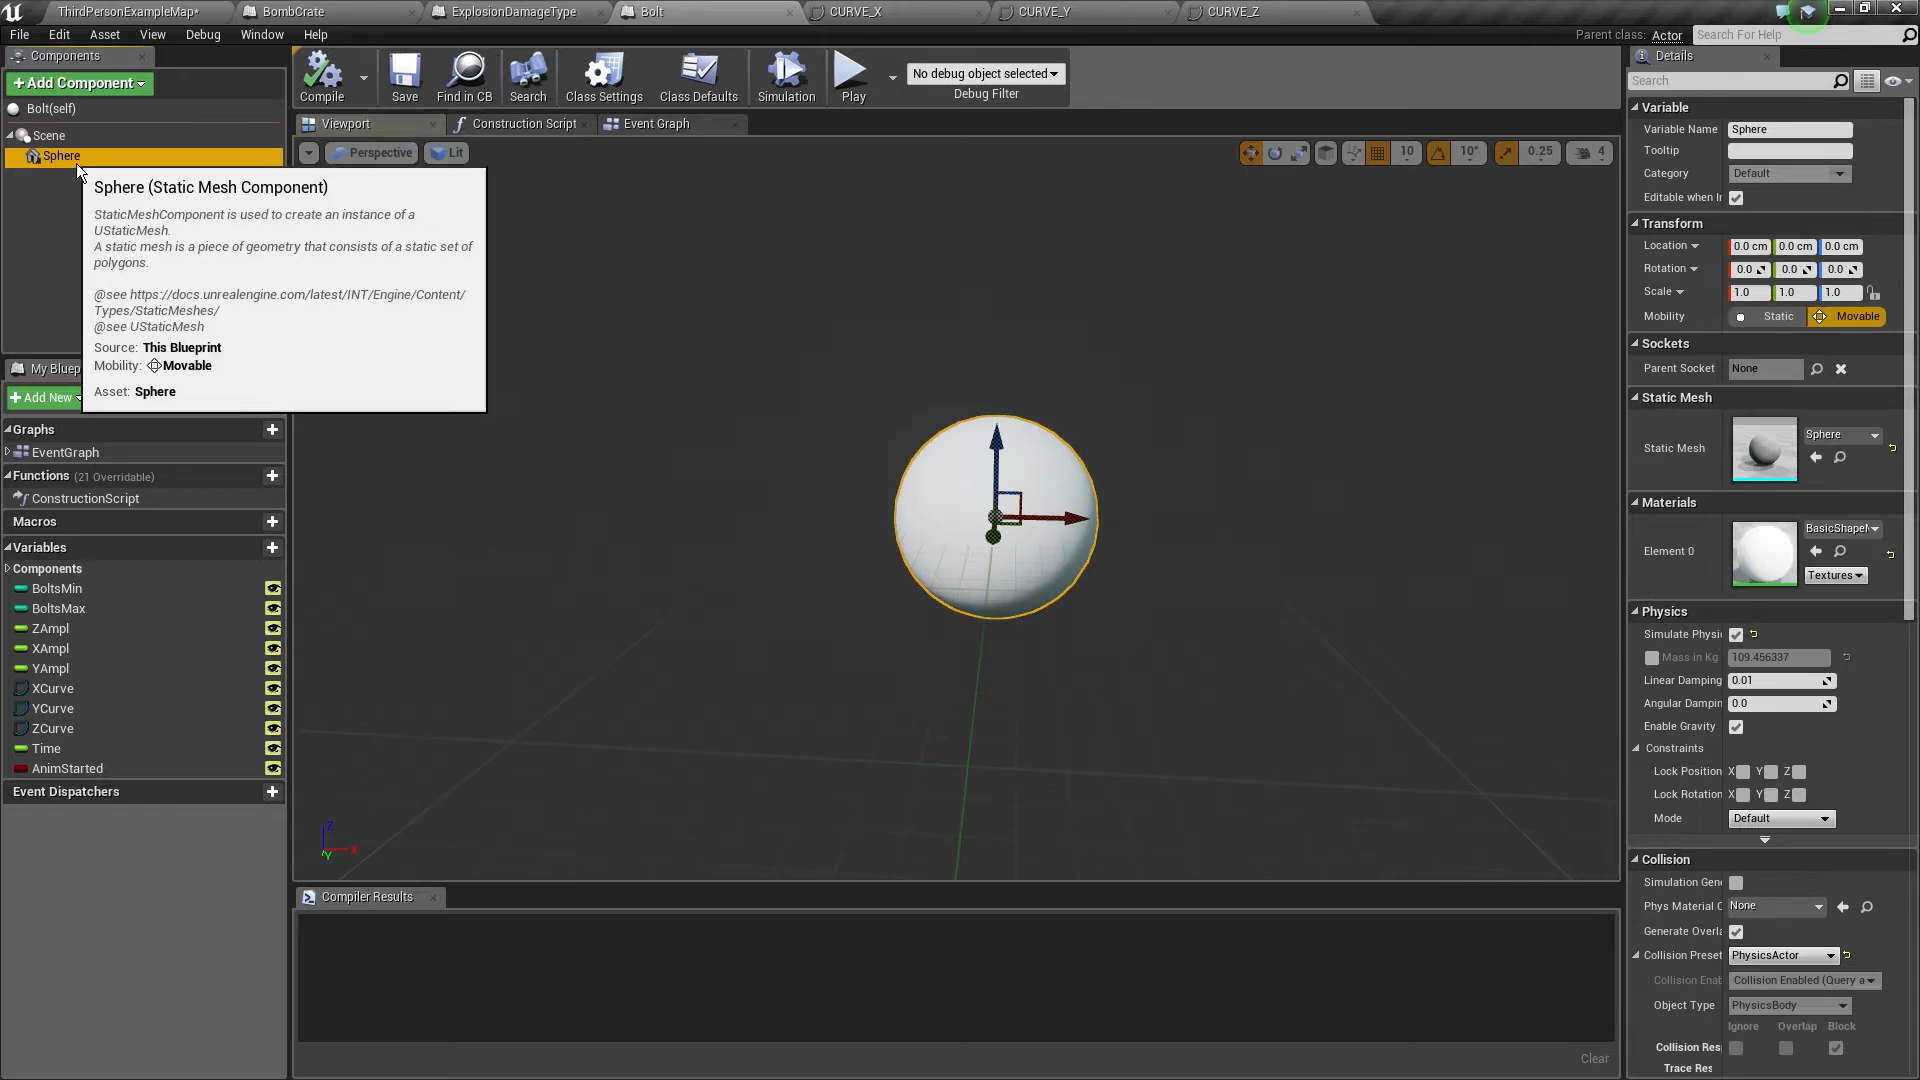 ThirdPersonExampleMap*
BombCrate
ExplosionDamageType
Bolt
CURVE_X
CURVE_Y
CURVE_Z
File Edit Asset View Debug Window Help
Parent class: Actor
Search For Help
Components
+Add Component
Bolt(self)
Scene
Sphere
Sphere (Static Mesh Component)
StaticMeshComponent is used to create an instance of a
UStaticMesh.
A static mesh is a piece of geometry that consists of a static set of
polygons.
@see https://docs.unrealengine.com/latest/INT/Engine/Content/
Types/StaticMeshes/
@see UStaticMesh
Source: This Blueprint
Mobility: Movable
Asset: Sphere
My Bluep
+Add New
Graphs
EventGraph
Functions (21 Overridable)
ConstructionScript
Macros
Variables
Components
BoltsMin
BoltsMax
ZAmpl
XAmpl
YAmpl
XCurve
YCurve
ZCurve
Time
AnimStarted
Event Dispatchers
Compile
Save
Find in CB
Search
Class Settings
Class Defaults
Simulation
Play
No debug object selected
Debug Filter
Viewport
Construction Script
Event Graph
Perspective
Lit
10
10°
0.25
4
Z
X
Y
Compiler Results
Clear
Details
Search
Variable
Variable Name Sphere
Tooltip
Category Default
Editable when In
Transform
Location 0.0 cm 0.0 cm 0.0 cm
Rotation 0.0 0.0 0.0
Scale 1.0 1.0 1.0
Mobility Static Movable
Sockets
Parent Socket None
Static Mesh
Static Mesh Sphere
Materials
Element 0 BasicShapeM
Textures
Physics
Simulate Physi
Mass in Kg 109.456337
Linear Damping 0.01
Angular Dampin 0.0
Enable Gravity
Constraints
Lock Position X Y Z
Lock Rotation X Y Z
Mode Default
Collision
Simulation Gene
Phys Material O None
Generate Overla
Collision Preset PhysicsActor
Collision Enab Collision Enabled (Query a
Object Type PhysicsBody
Ignore Overlap Block
Collision Res
Trace Res